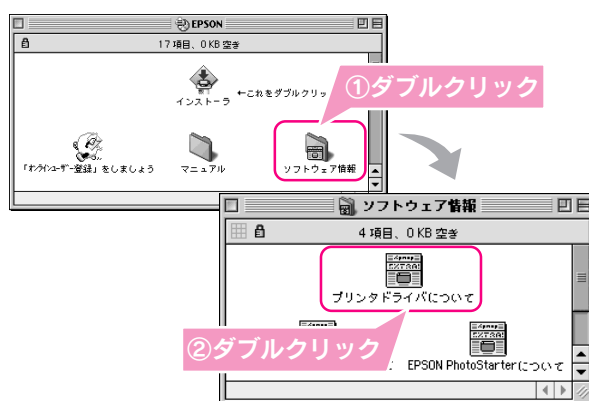 EPSON
17 項目、0 KB 空き
インストーラ
←これをダブルクリッ
①ダブルクリック
「オンラインユーザー登録」をしましょう
マニュアル
ソフトウェア情報
ソフトウェア情報
4 項目、0 KB 空き
プリンタドライバについて
②ダブルクリック
EPSON PhotoStarterについて